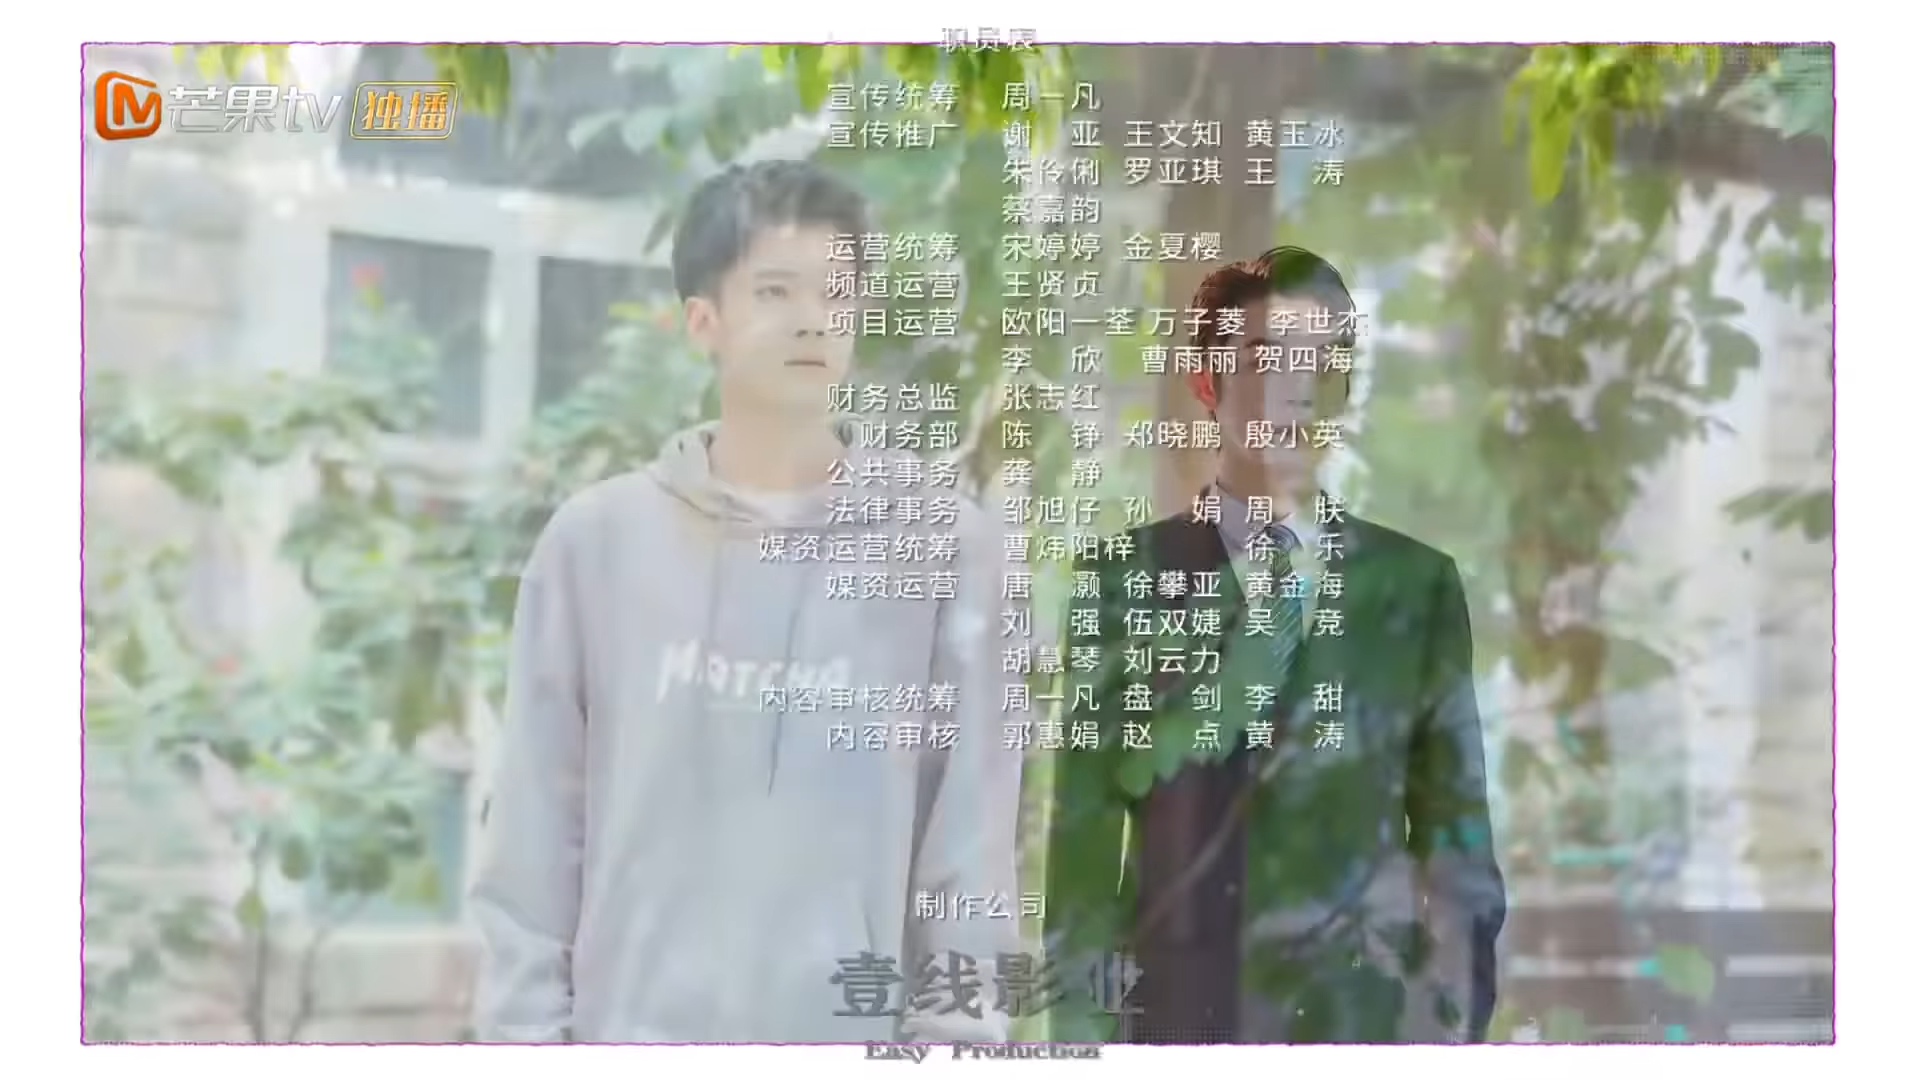 职员表
芒果tv 独播
宣传统筹 周一凡
宣传推广 谢亚 王文知 黄玉冰
朱伶俐 罗亚琪 王涛
蔡嘉韵
运营统筹 宋婷婷 金夏樱
频道运营 王贤贞
项目运营 欧阳一荃 万子菱 李世杰
李欣 曹雨丽 贺四海
财务总监 张志红
财务部 陈铮 郑晓鹏 殷小英
公共事务 龚静
法律事务 邹旭仔 孙娟 周朕
媒资运营统筹 曹炜阳梓 徐乐
媒资运营 唐灏 徐攀亚 黄金海
刘强 伍双婕 吴竞
胡慧琴 刘云力
MATCHA
内容审核统筹 周一凡 盘剑 李甜
内容审核 郭惠娟 赵点 黄涛
制作公司
壹线影业
Easy Production